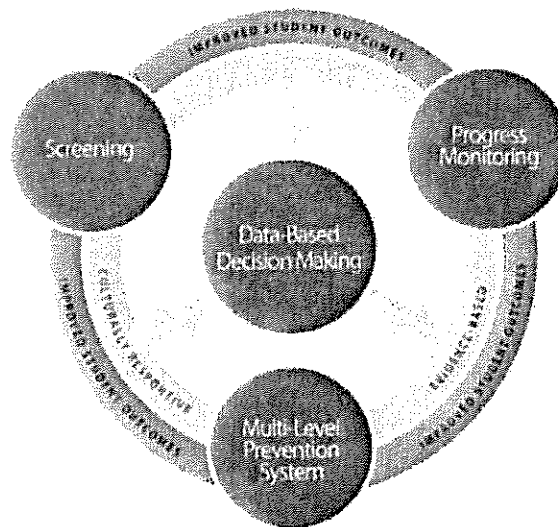 IMPROVED STUDENT OUTCOMES
Screening
Progress
Monitoring
Data-Based
Decision Making
IMPROVED STUDENT OUTCOMES
CULTURALLY RESPONSIVE
EVIDENCE BASED
IMPROVED STUDENT OUTCOMES
Multi-Level
Prevention
System